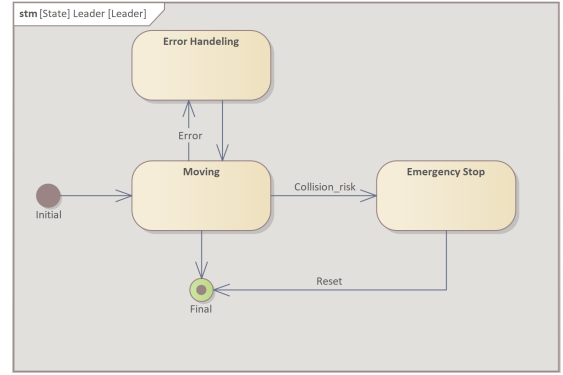 stm [State] Leader [Leader]
Error Handeling
Error
Moving
Emergency Stop
Collision_risk
Initial
Reset
Final